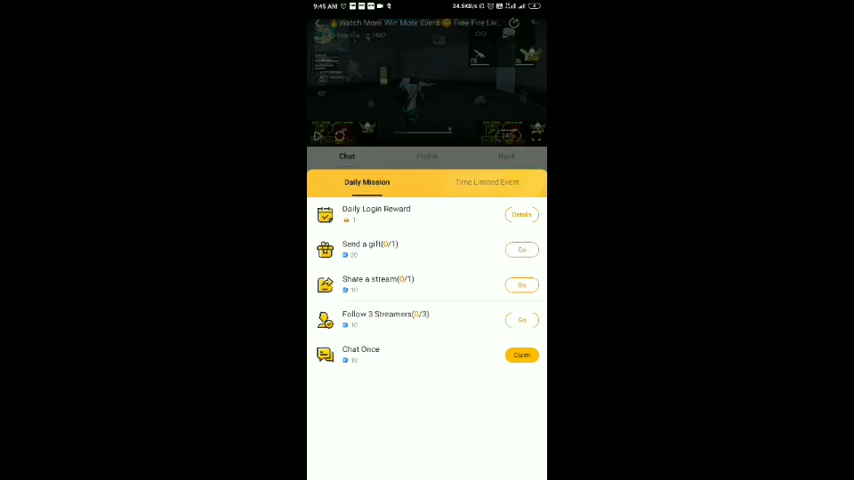 9:45 AM
34.5KB/s
🔥Watch More Win More Event😁 Free Fire Liv...
Chat
Profile
Rank
Daily Mission
Time Limited Event
Daily Login Reward
1
Details
Send a gift(0/1)
20
Go
Share a stream(0/1)
10
Go
Follow 3 Streamers(0/3)
10
Go
Chat Once
10
Claim